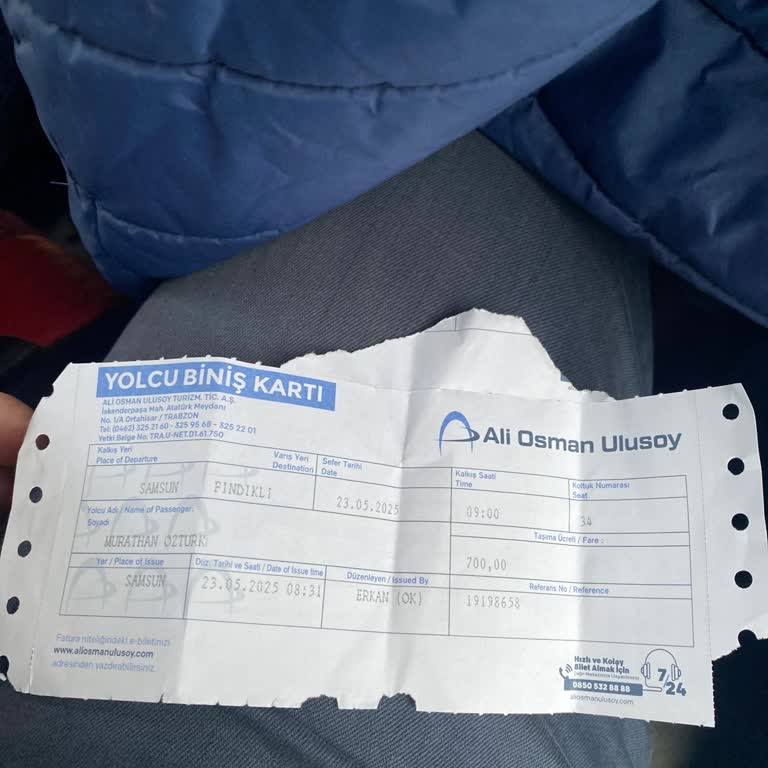 YOLCU BİNİŞ KARTI
ALİ OSMAN ULUSOY TURİZM. TİC. A.Ş.
İskenderpaşa Mah. Atatürk Meydanı
No. 1/A Ortahisar / TRABZON
Tel: (0462) 325 21 60 - 325 95 68 - 325 22 01
Yetki Belge No: TRA.U-NET.D1.61.750
Ali Osman Ulusoy
Kalkış Yeri
Place of Departure
Varış Yeri
Destination
Sefer Tarihi
Date
Kalkış Saati
Time
Koltuk Numarası
Seat
SAMSUN FINDIKLI 23.05.2025 09:00 34
Yolcu Adı / Name of Passenger
Soyadı
Taşıma Ücreti / Fare :
MURATHAN ÖZTÜRK
700,00
Yer / Place of Issue
Düz. Tarihi ve Saati / Date of Issue time
Düzenleyen / Issued By
Referans No / Reference
SAMSUN 23.05.2025 08:31 ERKAN (OK) 19198658
Fatura niteliğindeki e-biletinizi
www.aliosmanulusoy.com
adresinden yazdırabilirsiniz.
Hızlı ve Kolay
Bilet Almak İçin
0850 532 88 88
aliosmanulusoy.com
7/24